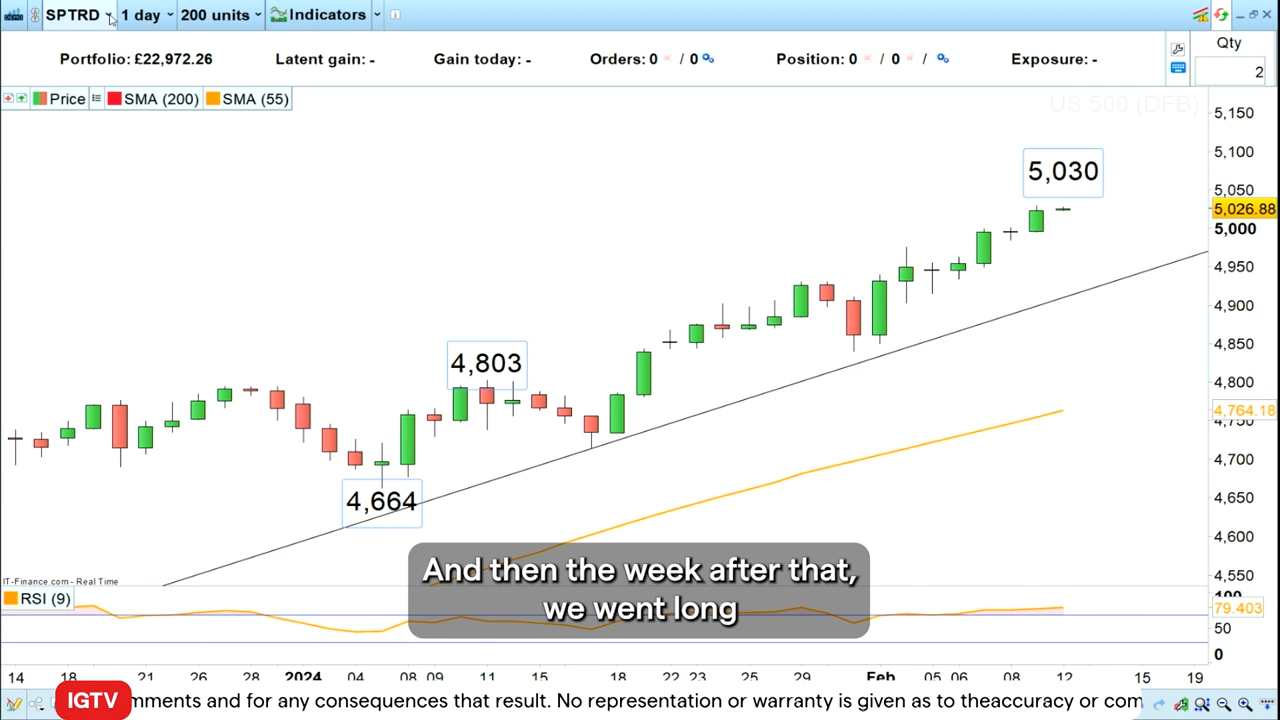 SPTRD 1 day 200 units Indicators
Portfolio: £22,972.26 Latent gain: - Gain today: - Orders: 0 / 0 Position: 0 / 0 / Exposure: - Qty
2
Price SMA (200) SMA (55)
US 500 (DFB)
5,150
5,100
5,030
5,050
5,026.88
5,000
4,950
4,900
4,850
4,803
4,800
4,764.18
4,750
4,700
4,664
4,650
4,600
4,550
And then the week after that,
we went long
IT-Finance.com - Real Time
RSI (9)
100
79.403
50
0
14 18 21 26 28 2024 04 08 09 11 15 18 22 23 25 29 Feb 05 06 08 12 15 19
IGTV
mments and for any consequences that result. No representation or warranty is given as to theaccuracy or com